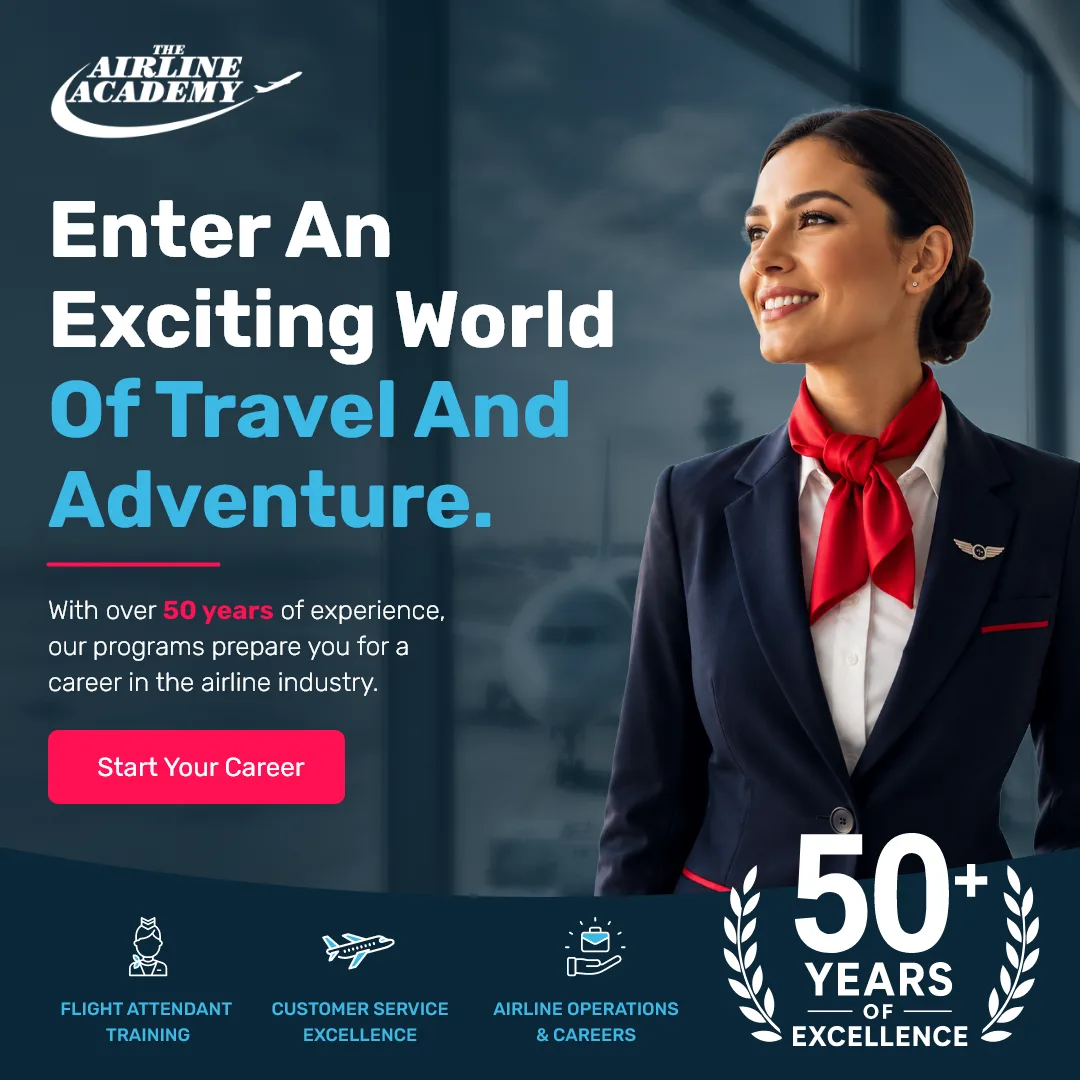 THE
AIRLINE
ACADEMY
Enter An
Exciting World
Of Travel And
Adventure.
With over 50 years of experience,
our programs prepare you for a
career in the airline industry.
Start Your Career
FLIGHT ATTENDANT
TRAINING
CUSTOMER SERVICE
EXCELLENCE
AIRLINE OPERATIONS
& CAREERS
50+
YEARS
OF
EXCELLENCE